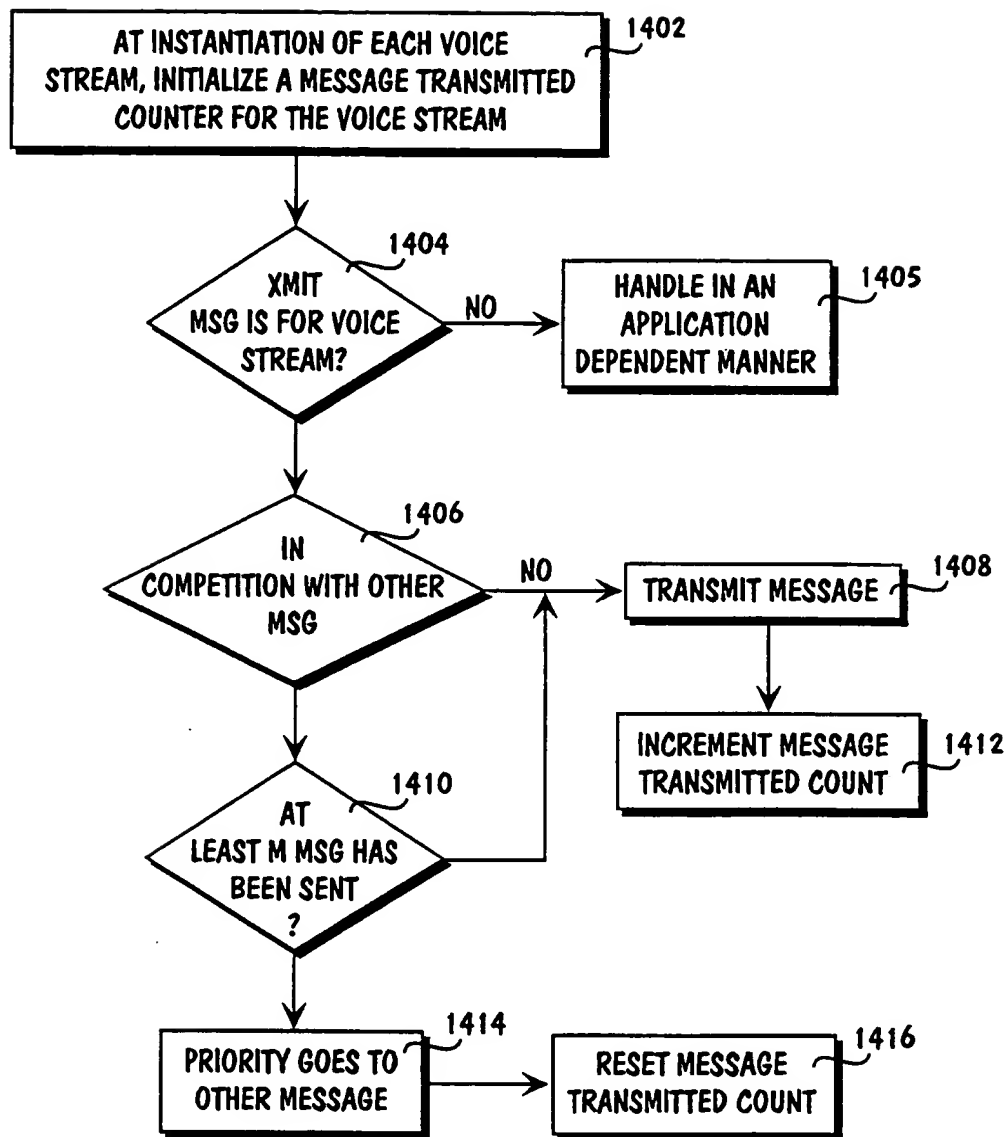 1402
AT INSTANTIATION OF EACH VOICE
STREAM, INITIALIZE A MESSAGE TRANSMITTED
COUNTER FOR THE VOICE STREAM
1404
XMIT
MSG IS FOR VOICE
STREAM?
NO
1405
HANDLE IN AN
APPLICATION
DEPENDENT MANNER
1406
IN
COMPETITION WITH OTHER
MSG
NO
1408
TRANSMIT MESSAGE
1412
INCREMENT MESSAGE
TRANSMITTED COUNT
1410
AT
LEAST M MSG HAS
BEEN SENT
?
1414
PRIORITY GOES TO
OTHER MESSAGE
1416
RESET MESSAGE
TRANSMITTED COUNT